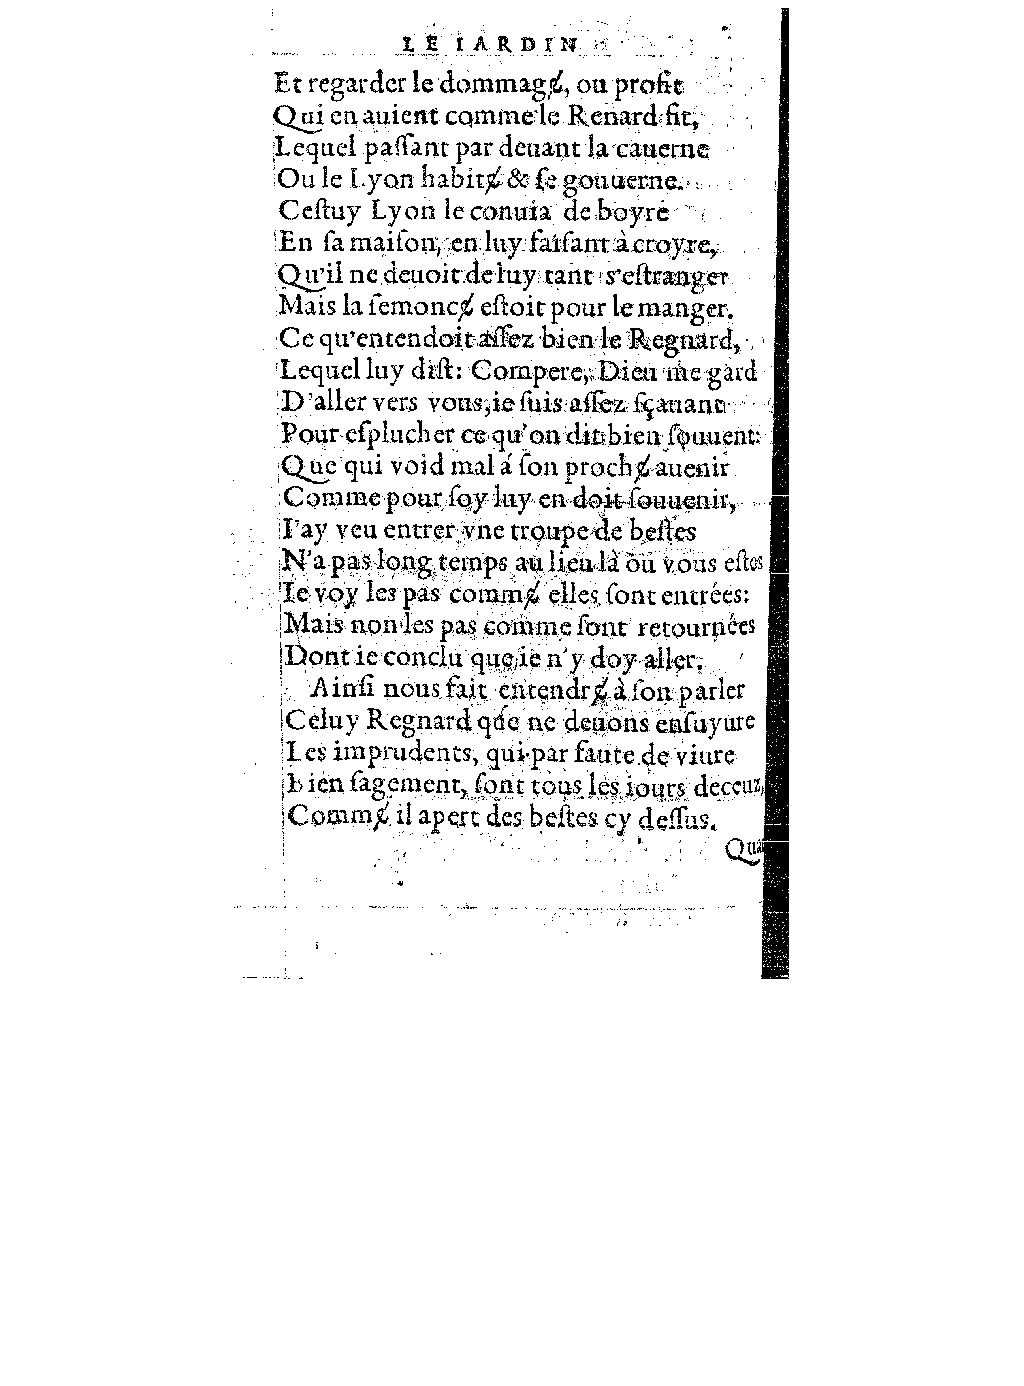 LE IARDIN
Et regarder le dommagɇ, ou profit
Qui en auient comme le Renard fit,
Lequel paſſant par deuant la cauerne
Ou le Lyon habitɇ & ſe gouuerne.
Ceſtuy Lyon le conuia de boyre
En ſa maiſon, en luy faiſant à croyre,
Qu'il ne deuoit de luy tant s'eſtranger
Mais la ſemoncɇ eſtoit pour le manger.
Ce qu'entendoit aſſez bien le Regnard,
Lequel luy diſt: Compere, Dieu me gard
D'aller vers vous, ie ſuis aſſez ſçauant
Pour eſplucher ce qu'on dit bien ſouuent:
Que qui void mal á ſon prochɇ auenir
Comme pour ſoy luy en doit ſouuenir,
I'ay veu entrer vne troupe de beſtes
N'a pas long temps au lieu là ou vous eſtes
Ie voy les pas commɇ elles ſont entrées:
Mais non les pas comme ſont retournées
Dont ie conclu que ie n'y doy aller.
Ainſi nous fait entendrɇ à ſon parler
Celuy Regnard que ne deuons enſuyure
Les imprudents, qui par faute de viure
Bien ſagement, ſont tous les iours deceuz,
Commɇ il apert des beſtes cy deſſus.
Qua